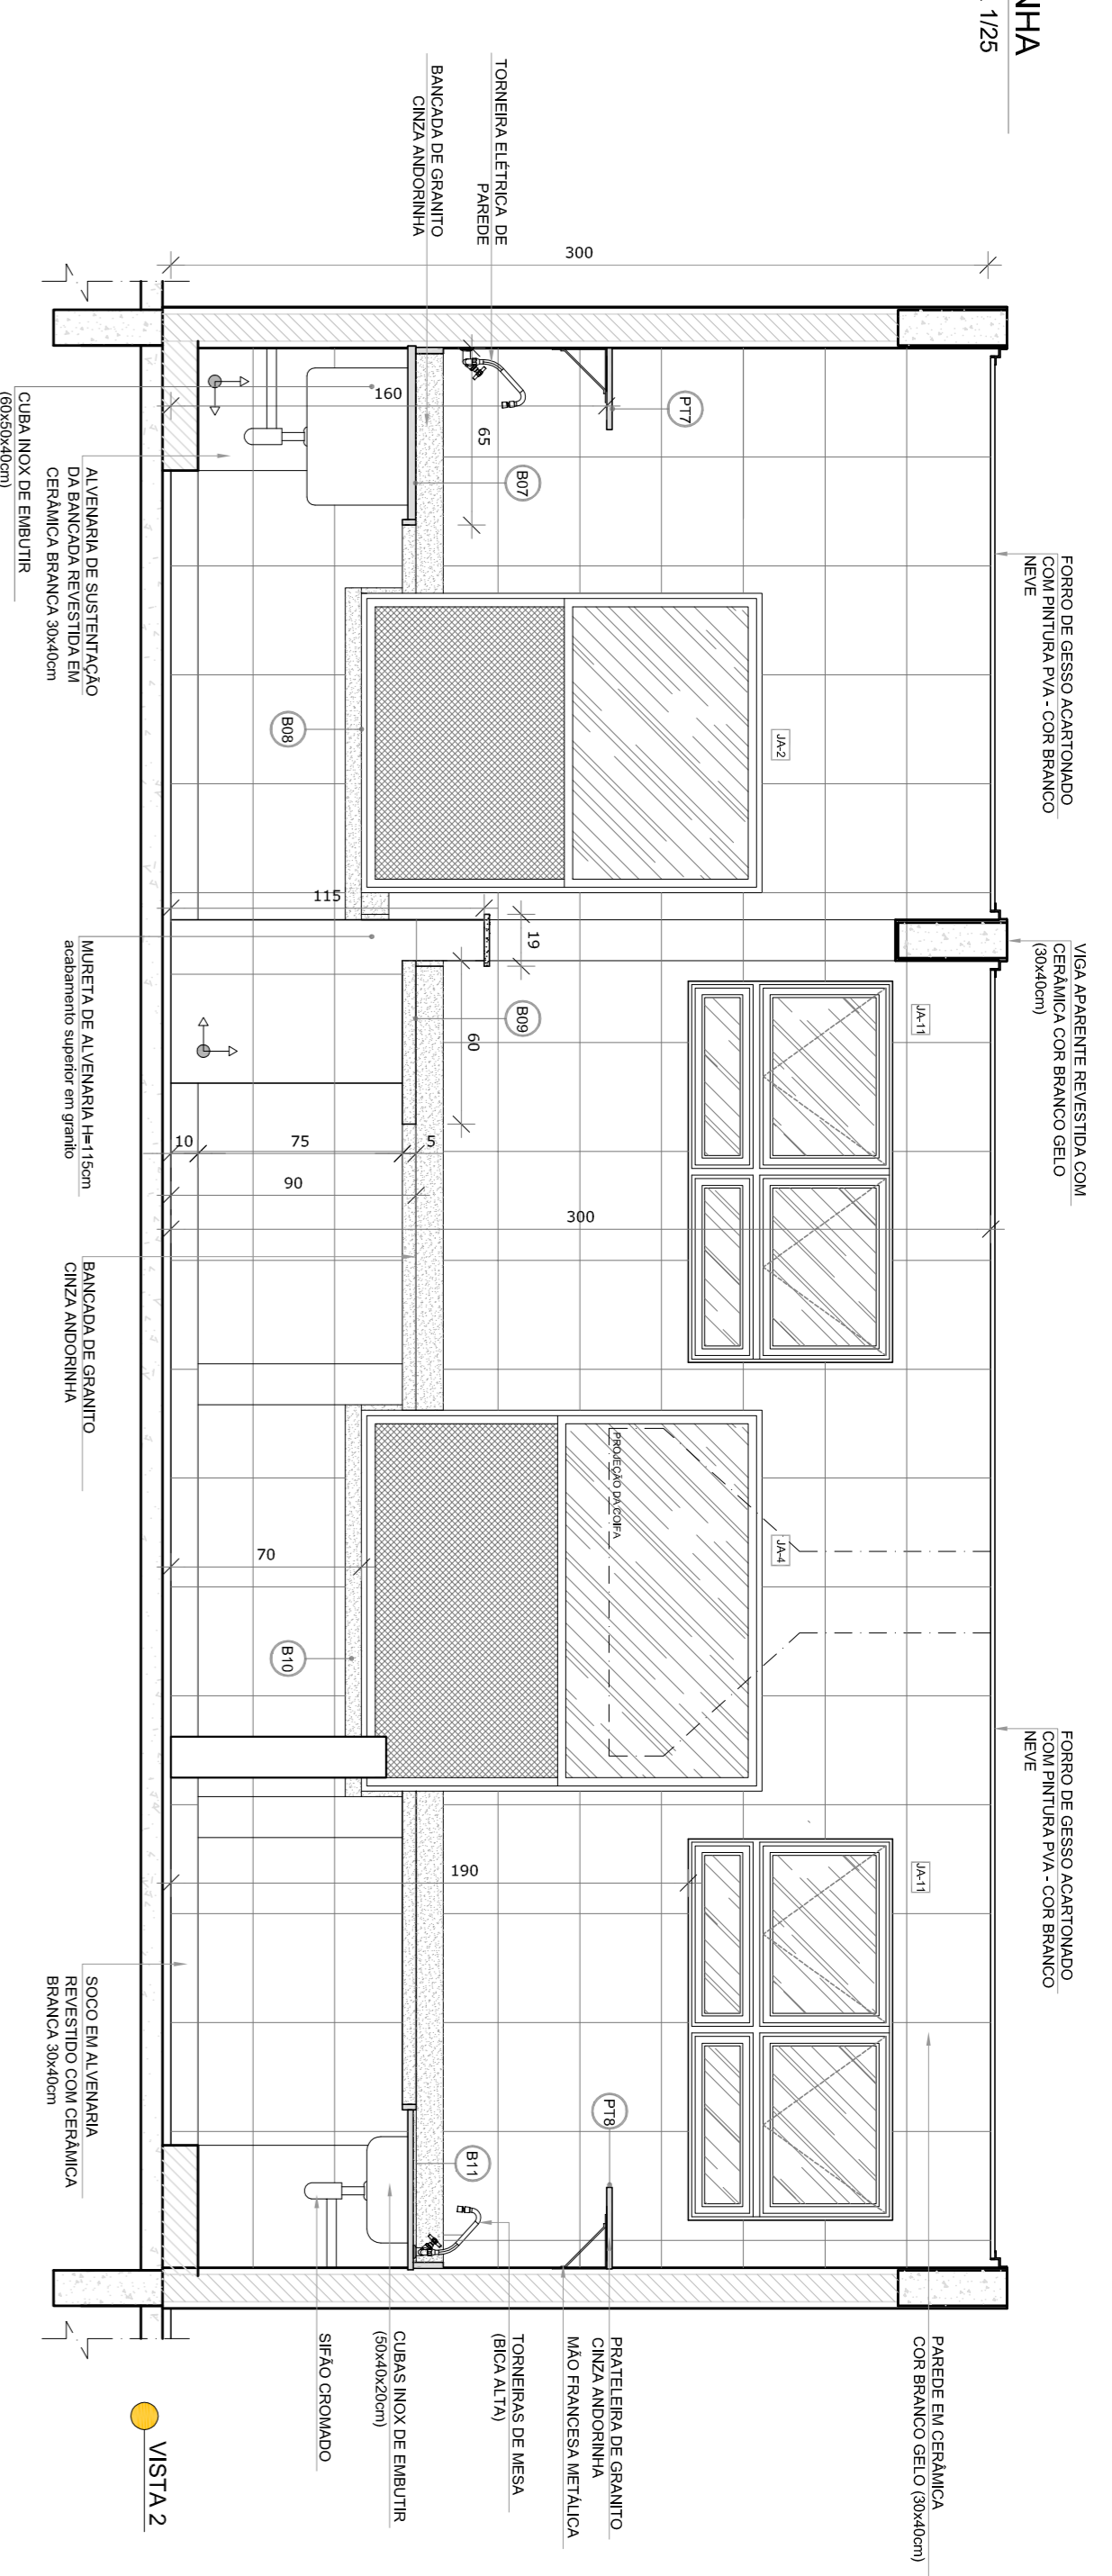 NHA
1/25
FORRO DE GESSO ACARTONADO
COM PINTURA PVA - COR BRANCO
NEVE
VIGA APARENTE REVESTIDA COM
CERÂMICA COR BRANCO GELO
(30x40cm)
FORRO DE GESSO ACARTONADO
COM PINTURA PVA - COR BRANCO
NEVE
PAREDE EM CERÂMICA
COR BRANCO GELO (30x40cm)
JA-11
JA-11
JA-2
JA-4
PROJEÇÃO DA COIFA
300
300
190
PT7
PT8
PRATELEIRA DE GRANITO
CINZA ANDORINHA
MÃO FRANCESA METÁLICA
TORNEIRA ELÉTRICA DE
PAREDE
BANCADA DE GRANITO
CINZA ANDORINHA
160
65
B07
19
B09
60
115
B11
TORNEIRAS DE MESA
(BICA ALTA)
CUBAS INOX DE EMBUTIR
(50x40x20cm)
SIFÃO CROMADO
B08
B10
10
75
5
90
70
CUBA INOX DE EMBUTIR
(60x50x40cm)
ALVENARIA DE SUSTENTAÇÃO
DA BANCADA REVESTIDA EM
CERÂMICA BRANCA 30x40cm
MURETA DE ALVENARIA H=115cm
acabamento superior em granito
BANCADA DE GRANITO
CINZA ANDORINHA
SOCO EM ALVENARIA
REVESTIDO COM CERÂMICA
BRANCA 30x40cm
VISTA 2